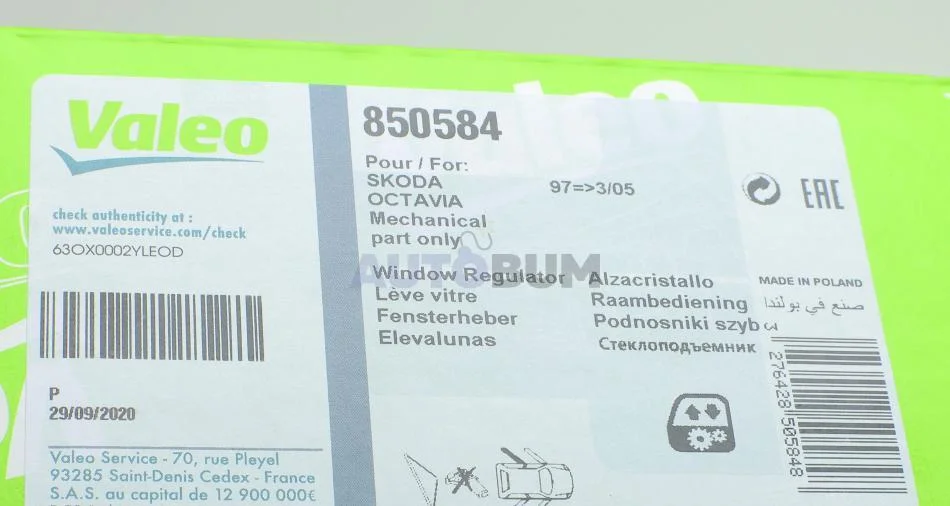 Valeo
check authenticity at :
www.valeoservice.com/check
63OX0002YLEOD
P
29/09/2020
Valeo Service - 70, rue Pleyel
93285 Saint-Denis Cedex - France
S.A.S. au capital de 12 900 000€
850584
Pour / For:
SKODA 97=>3/05
OCTAVIA
Mechanical
part only
AUTOBUM
Window Regulator
Lève vitre
Fensterheber
Elevalunas
Alzacristallo
Raambediening
Podnosniki szyb
Стеклоподъемник
EAC
MADE IN POLAND
صنع في بولندا
3 276428 505848